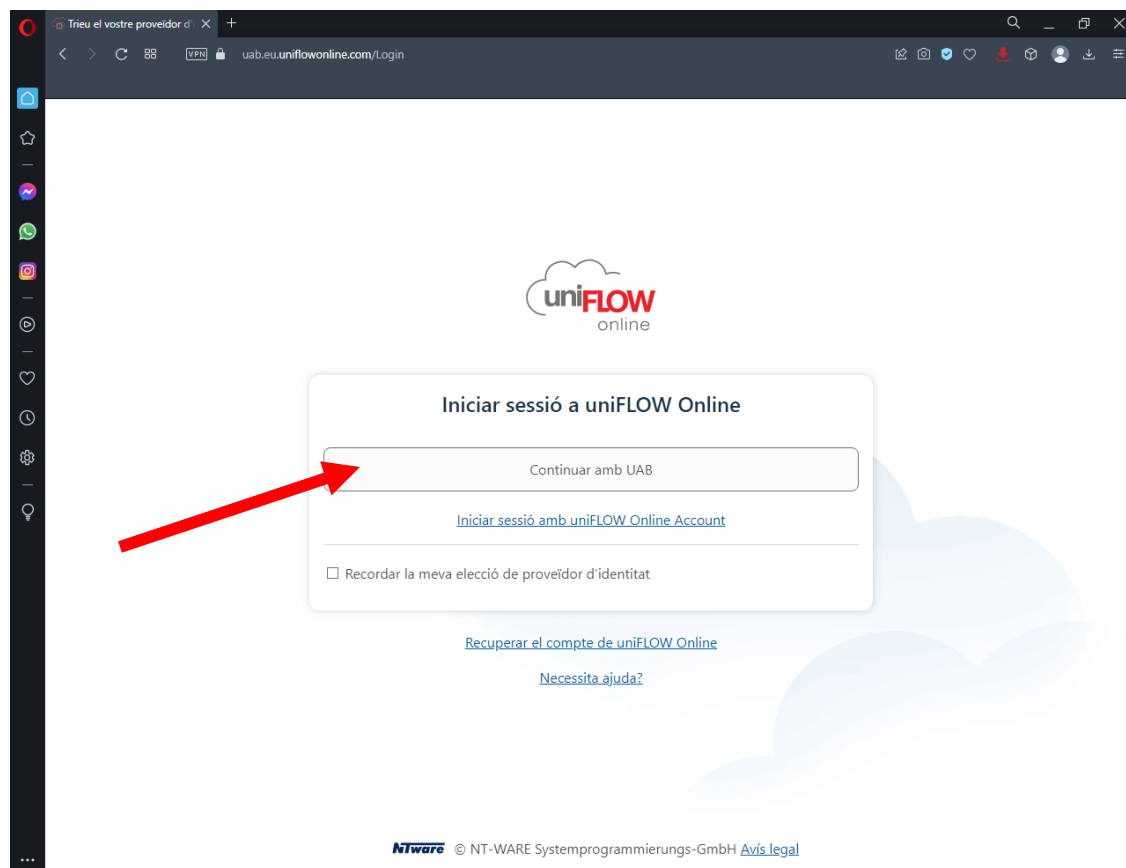 Trieu el vostre proveïdor d'
VPN
uab.eu.uniflowonline.com/Login
uniFLOW
online
Iniciar sessió a uniFLOW Online
Continuar amb UAB
Iniciar sessió amb uniFLOW Online Account
Recordar la meva elecció de proveïdor d'identitat
Recuperar el compte de uniFLOW Online
Necessita ajuda?
NTware © NT-WARE Systemprogrammierungs-GmbH Avís legal